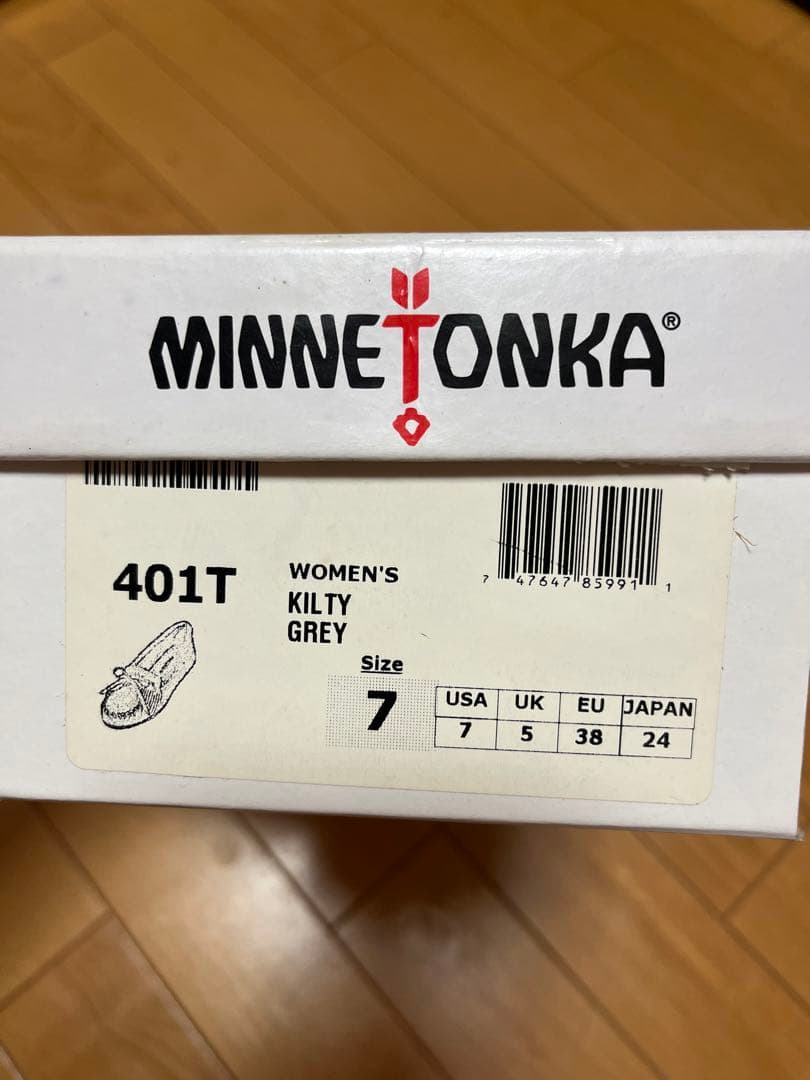 MINNETONKA®
401T
WOMEN'S
KILTY
GREY
7 47647 85991 1
Size
7
USA UK EU JAPAN
7 5 38 24